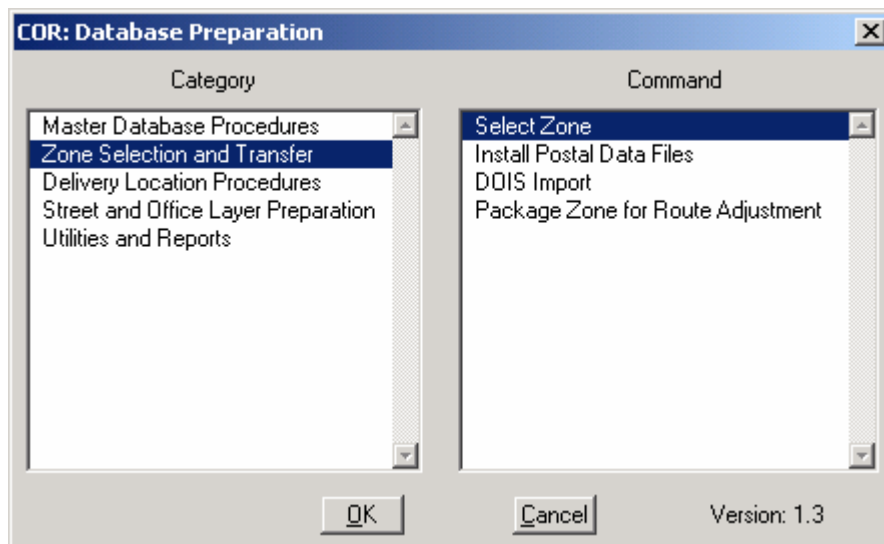 COR: Database Preparation
Category
Command
Master Database Procedures
Zone Selection and Transfer
Delivery Location Procedures
Street and Office Layer Preparation
Utilities and Reports
Select Zone
Install Postal Data Files
DOIS Import
Package Zone for Route Adjustment
OK
Cancel
Version: 1.3